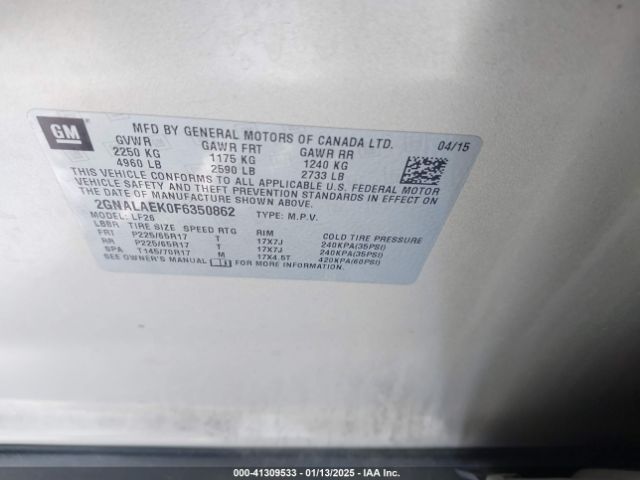 GM
MFD BY GENERAL MOTORS OF CANADA LTD. 04/15
GVWR GAWR FRT GAWR RR
2250 KG 1175 KG 1240 KG
4960 LB 2590 LB 2733 LB
THIS VEHICLE CONFORMS TO ALL APPLICABLE U.S. FEDERAL MOTOR
VEHICLE SAFETY AND THEFT PREVENTION STANDARDS IN EFFECT ON
THE DATE OF MANUFACTURE SHOWN ABOVE.
2GNALAEK0F6350862 TYPE: M.P.V.
MODEL: LF26
LBBR TIRE SIZE SPEED RTG RIM COLD TIRE PRESSURE
FRT P225/65R17 T 17X7J 240KPA(35PSI)
RR P225/65R17 T 17X7J 240KPA(35PSI)
SPA T145/70R17 M 17X4.5T 420KPA(60PSI)
SEE OWNER'S MANUAL FOR MORE INFORMATION.
000-41309533 - 01/13/2025 - IAA Inc.